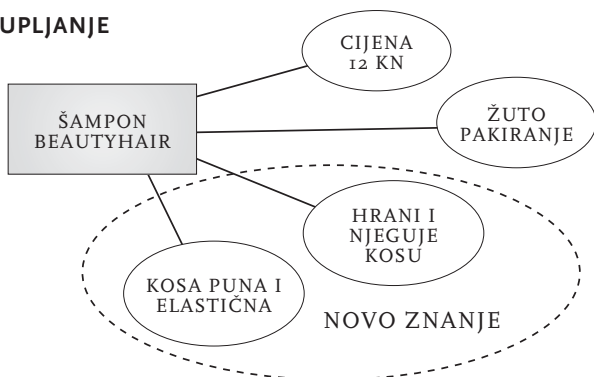 UPLJANJE
CIJENA
12 KN
ŠAMPON
BEAUTYHAIR
ŽUTO
PAKIRANJE
HRANI I
NJEGUJE
KOSU
KOSA PUNA I
ELASTIČNA
NOVO ZNANJE